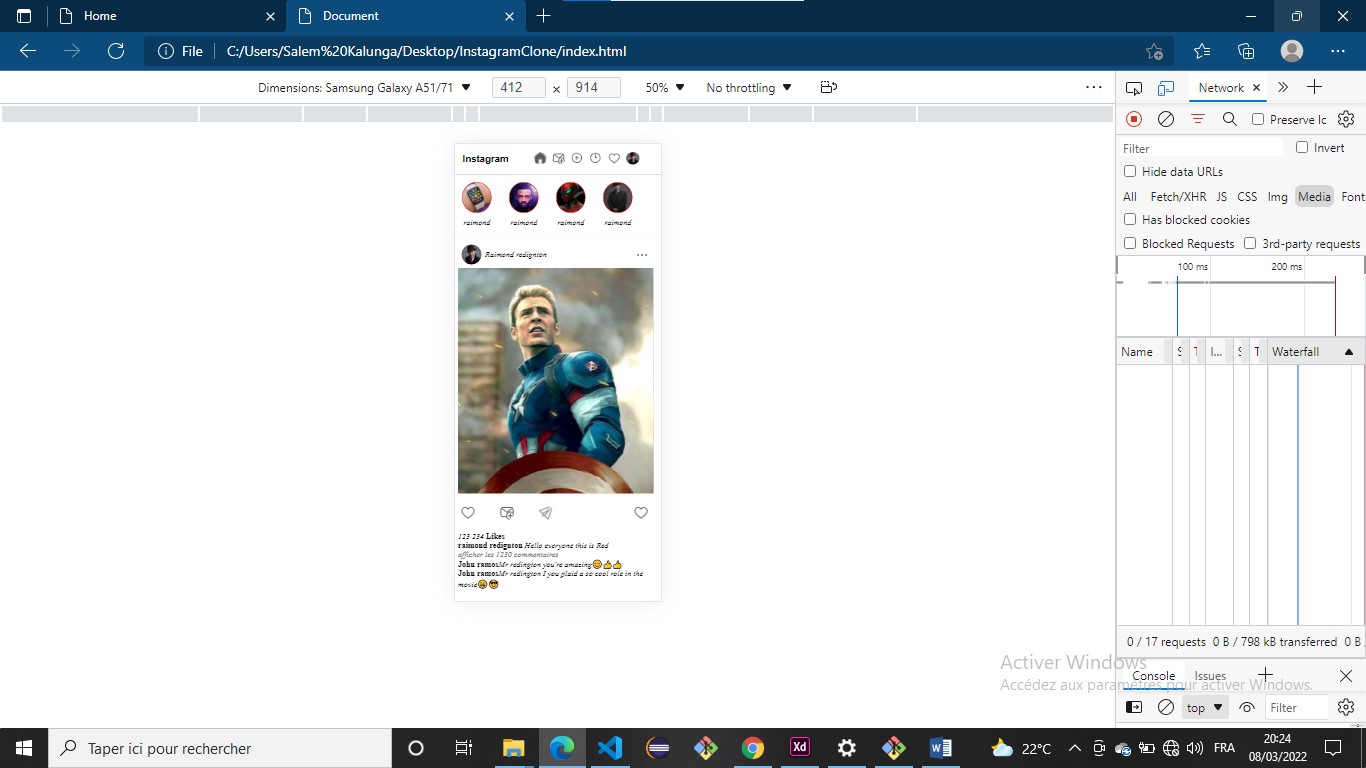 Home
Document
File
C:/Users/Salem%20Kalunga/Desktop/InstagramClone/index.html
Dimensions: Samsung Galaxy A51/71 412 × 914 50% No throttling
Network
Preserve lc
Filter Invert
Hide data URLs
All Fetch/XHR JS CSS Img Media Font
Has blocked cookies
Blocked Requests 3rd-party requests
100 ms 200 ms
Name S T I... S T Waterfall
Instagram
raimond raimond raimond raimond
Raimond redignton
123 234 Likes
raimond redignton Hello everyone this is Red
afficher les 1230 commentaires
John ramosMr redington you're amazing😊👍👍
John ramosMr redington I you plaid a so cool role in the
movie😄😎
0 / 17 requests 0 B / 798 kB transferred 0 B
Activer Windows
Accédez aux paramètres pour activer Windows.
Console Issues
top Filter
Taper ici pour rechercher
Xd
22°C
FRA
20:24
08/03/2022